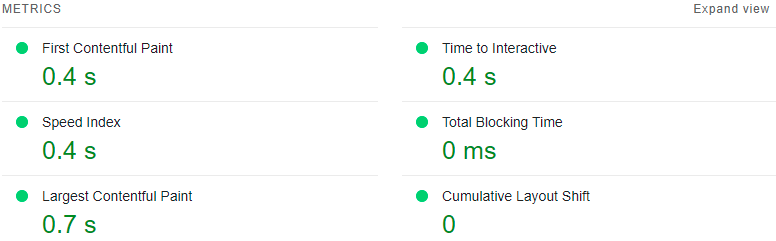 METRICS
Expand view
First Contentful Paint
0.4 s
Time to Interactive
0.4 s
Speed Index
0.4 s
Total Blocking Time
0 ms
Largest Contentful Paint
0.7 s
Cumulative Layout Shift
0